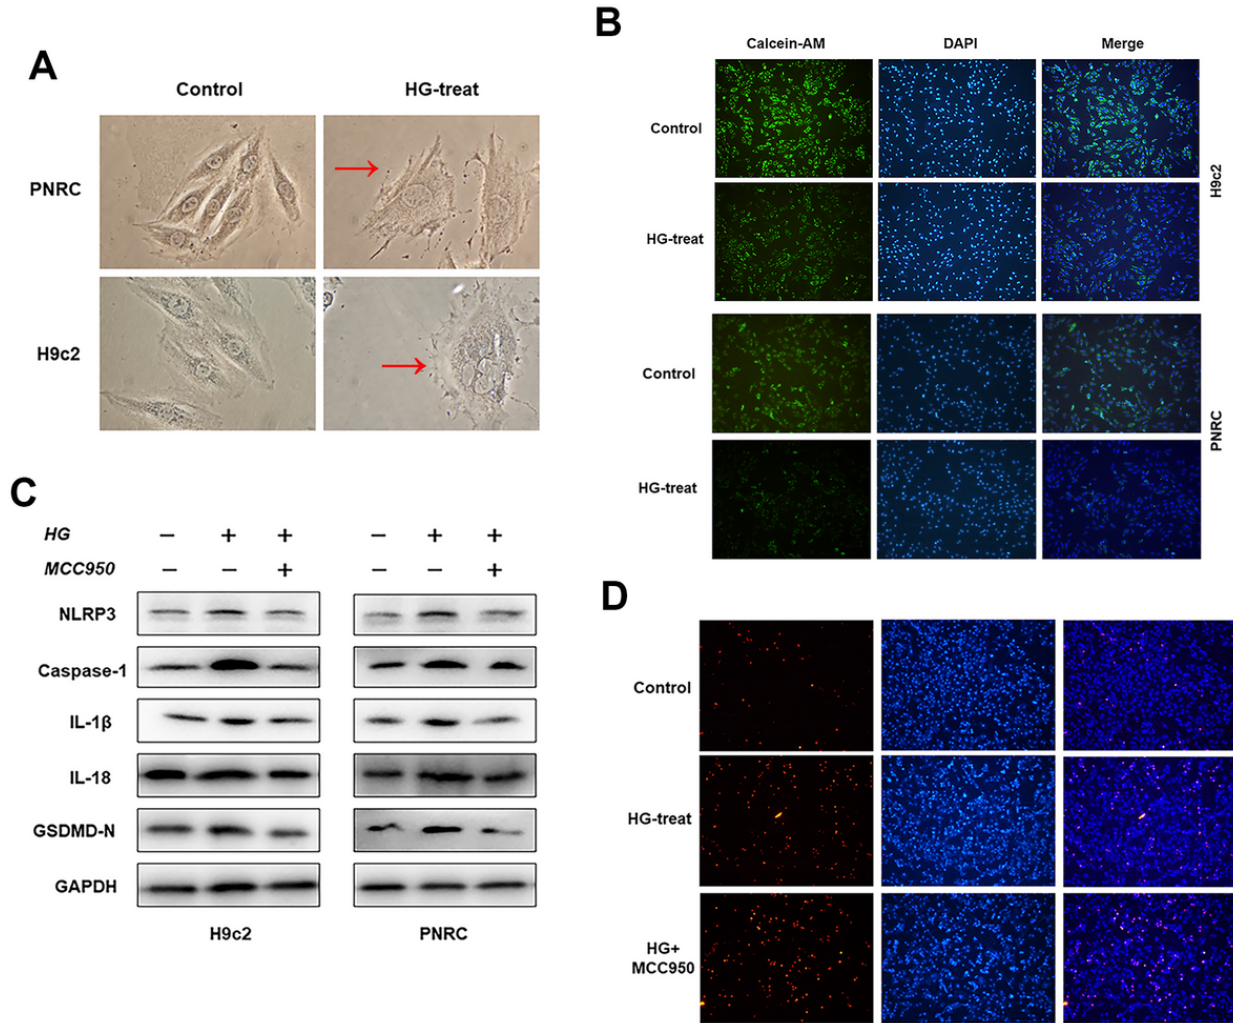 A
Control HG-treat
PNRC
H9c2
B
Calcein-AM DAPI Merge
Control
HG-treat
H9c2
Control
HG-treat
PNRC
C
HG − + + − + +
MCC950 − − + − − +
NLRP3
Caspase-1
IL-1β
IL-18
GSDMD-N
GAPDH
H9c2 PNRC
D
Control
HG-treat
HG+
MCC950